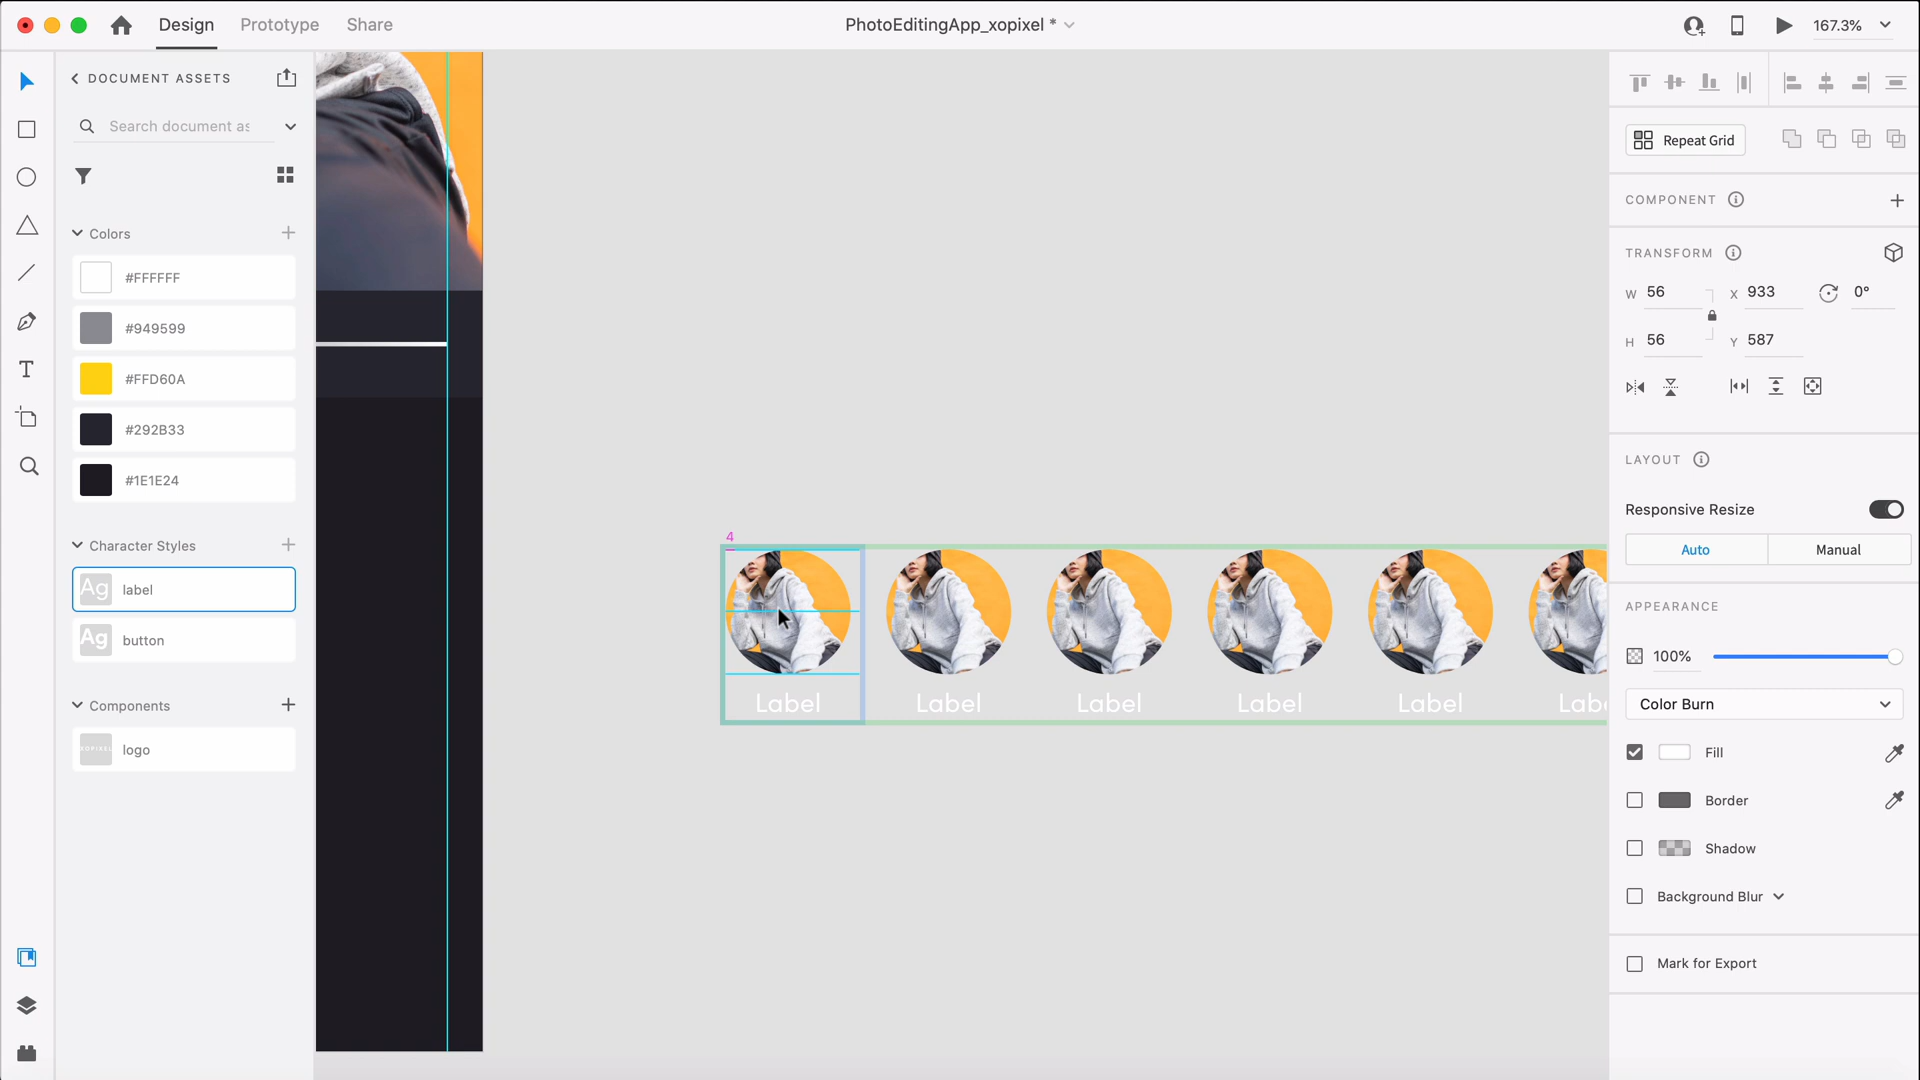 Design
Prototype
Share
PhotoEditingApp_xopixel *
167.3%
DOCUMENT ASSETS
Search document as
Repeat Grid
COMPONENT
TRANSFORM
W 56
X 933
0°
H 56
Y 587
Colors
#FFFFFF
#949599
#FFD60A
#292B33
#1E1E24
LAYOUT
Responsive Resize
Auto
Manual
Character Styles
Ag label
Ag button
4
Label
Label
Label
Label
Label
Lab
APPEARANCE
100%
Color Burn
Fill
Border
Shadow
Background Blur
Mark for Export
Components
XOPIXEL logo